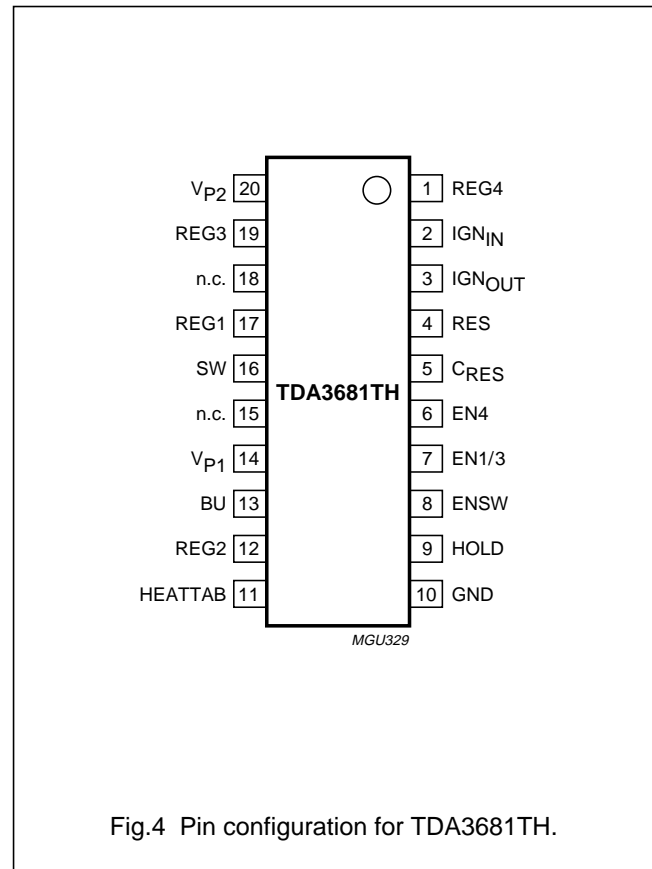 VP2 20 1 REG4
REG3 19 2 IGNIN
n.c. 18 3 IGNOUT
REG1 17 4 RES
SW 16 5 CRES
TDA3681TH
n.c. 15 6 EN4
VP1 14 7 EN1/3
BU 13 8 ENSW
REG2 12 9 HOLD
HEATTAB 11 10 GND
MGU329
Fig.4 Pin configuration for TDA3681TH.